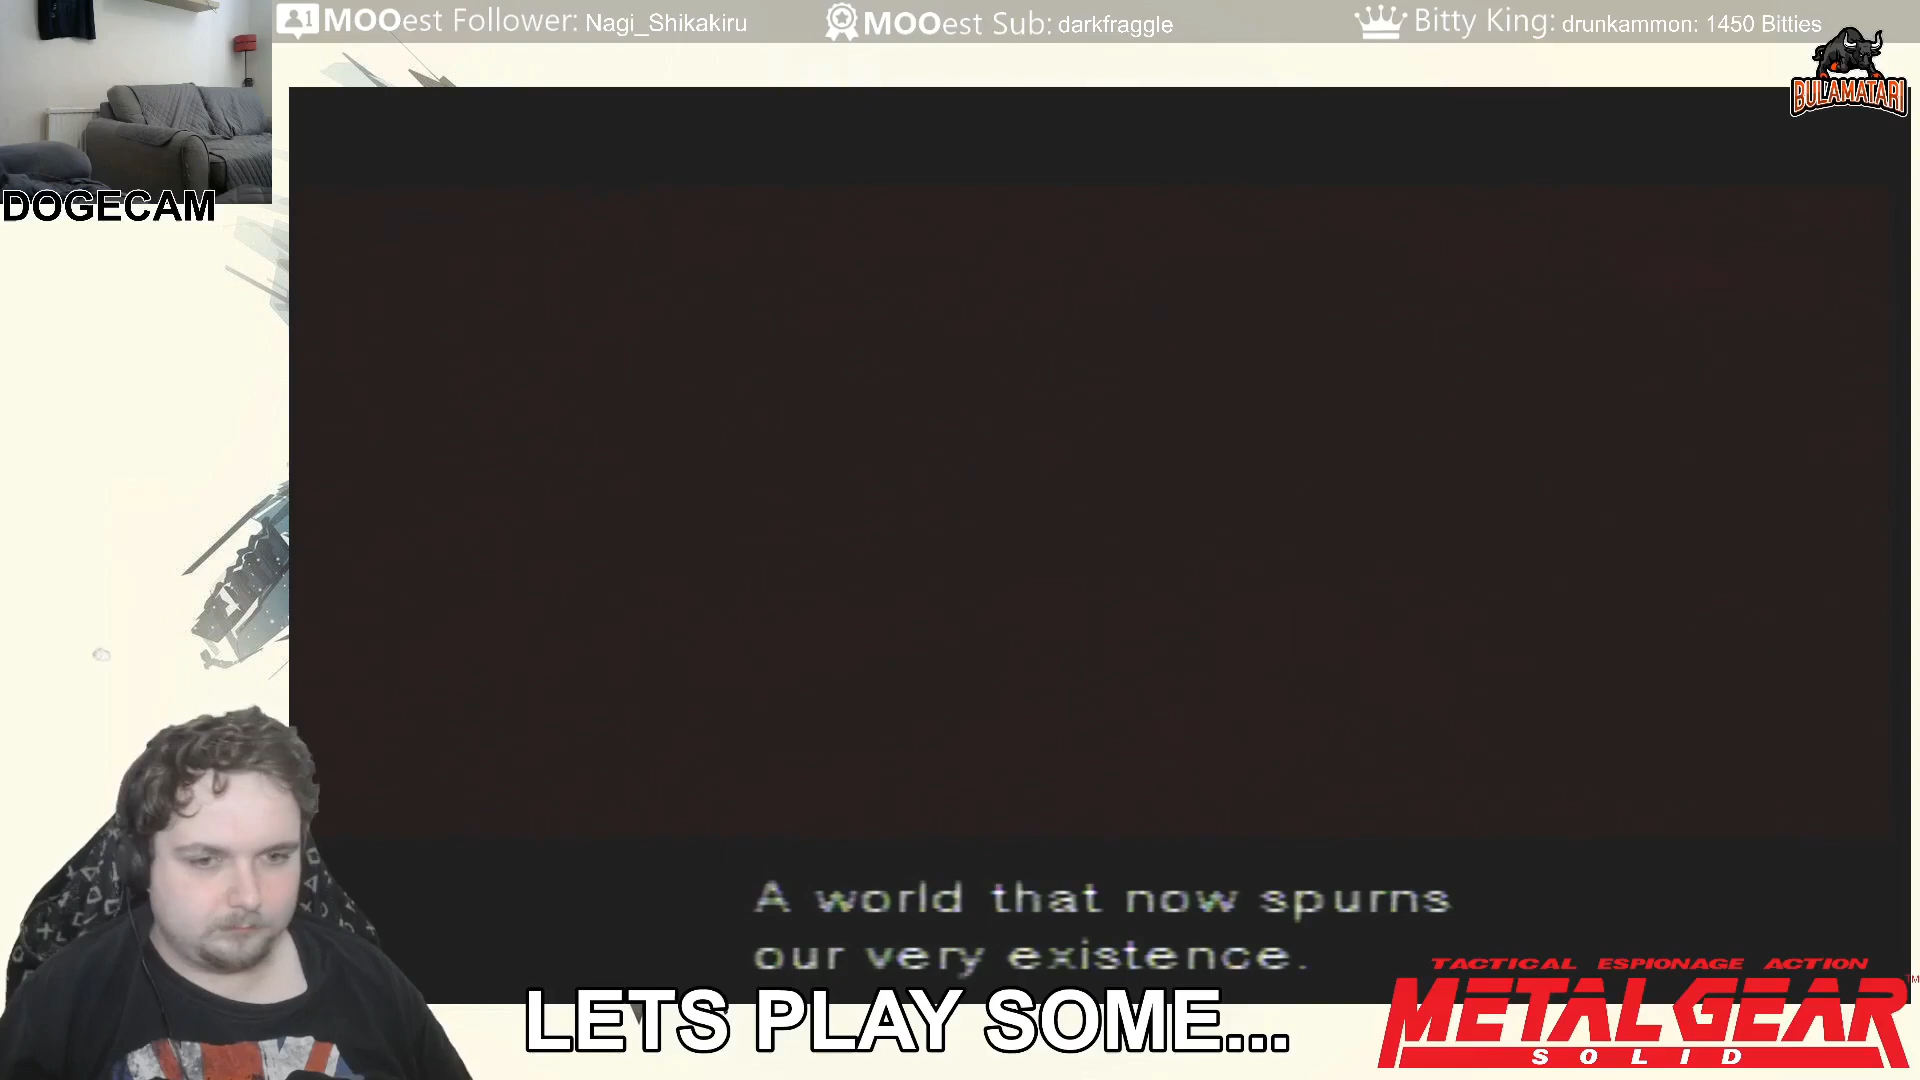 MOOest Follower: Nagi_Shikakiru
MOOest Sub: darkfraggle
Bitty King: drunkammon: 1450 Bitties
BULAMATARI
DOGECAM
A world that now spurns
our very existence.
TACTICAL ESPIONAGE ACTION
METAL GEAR
SOLID
TM
LETS PLAY SOME...